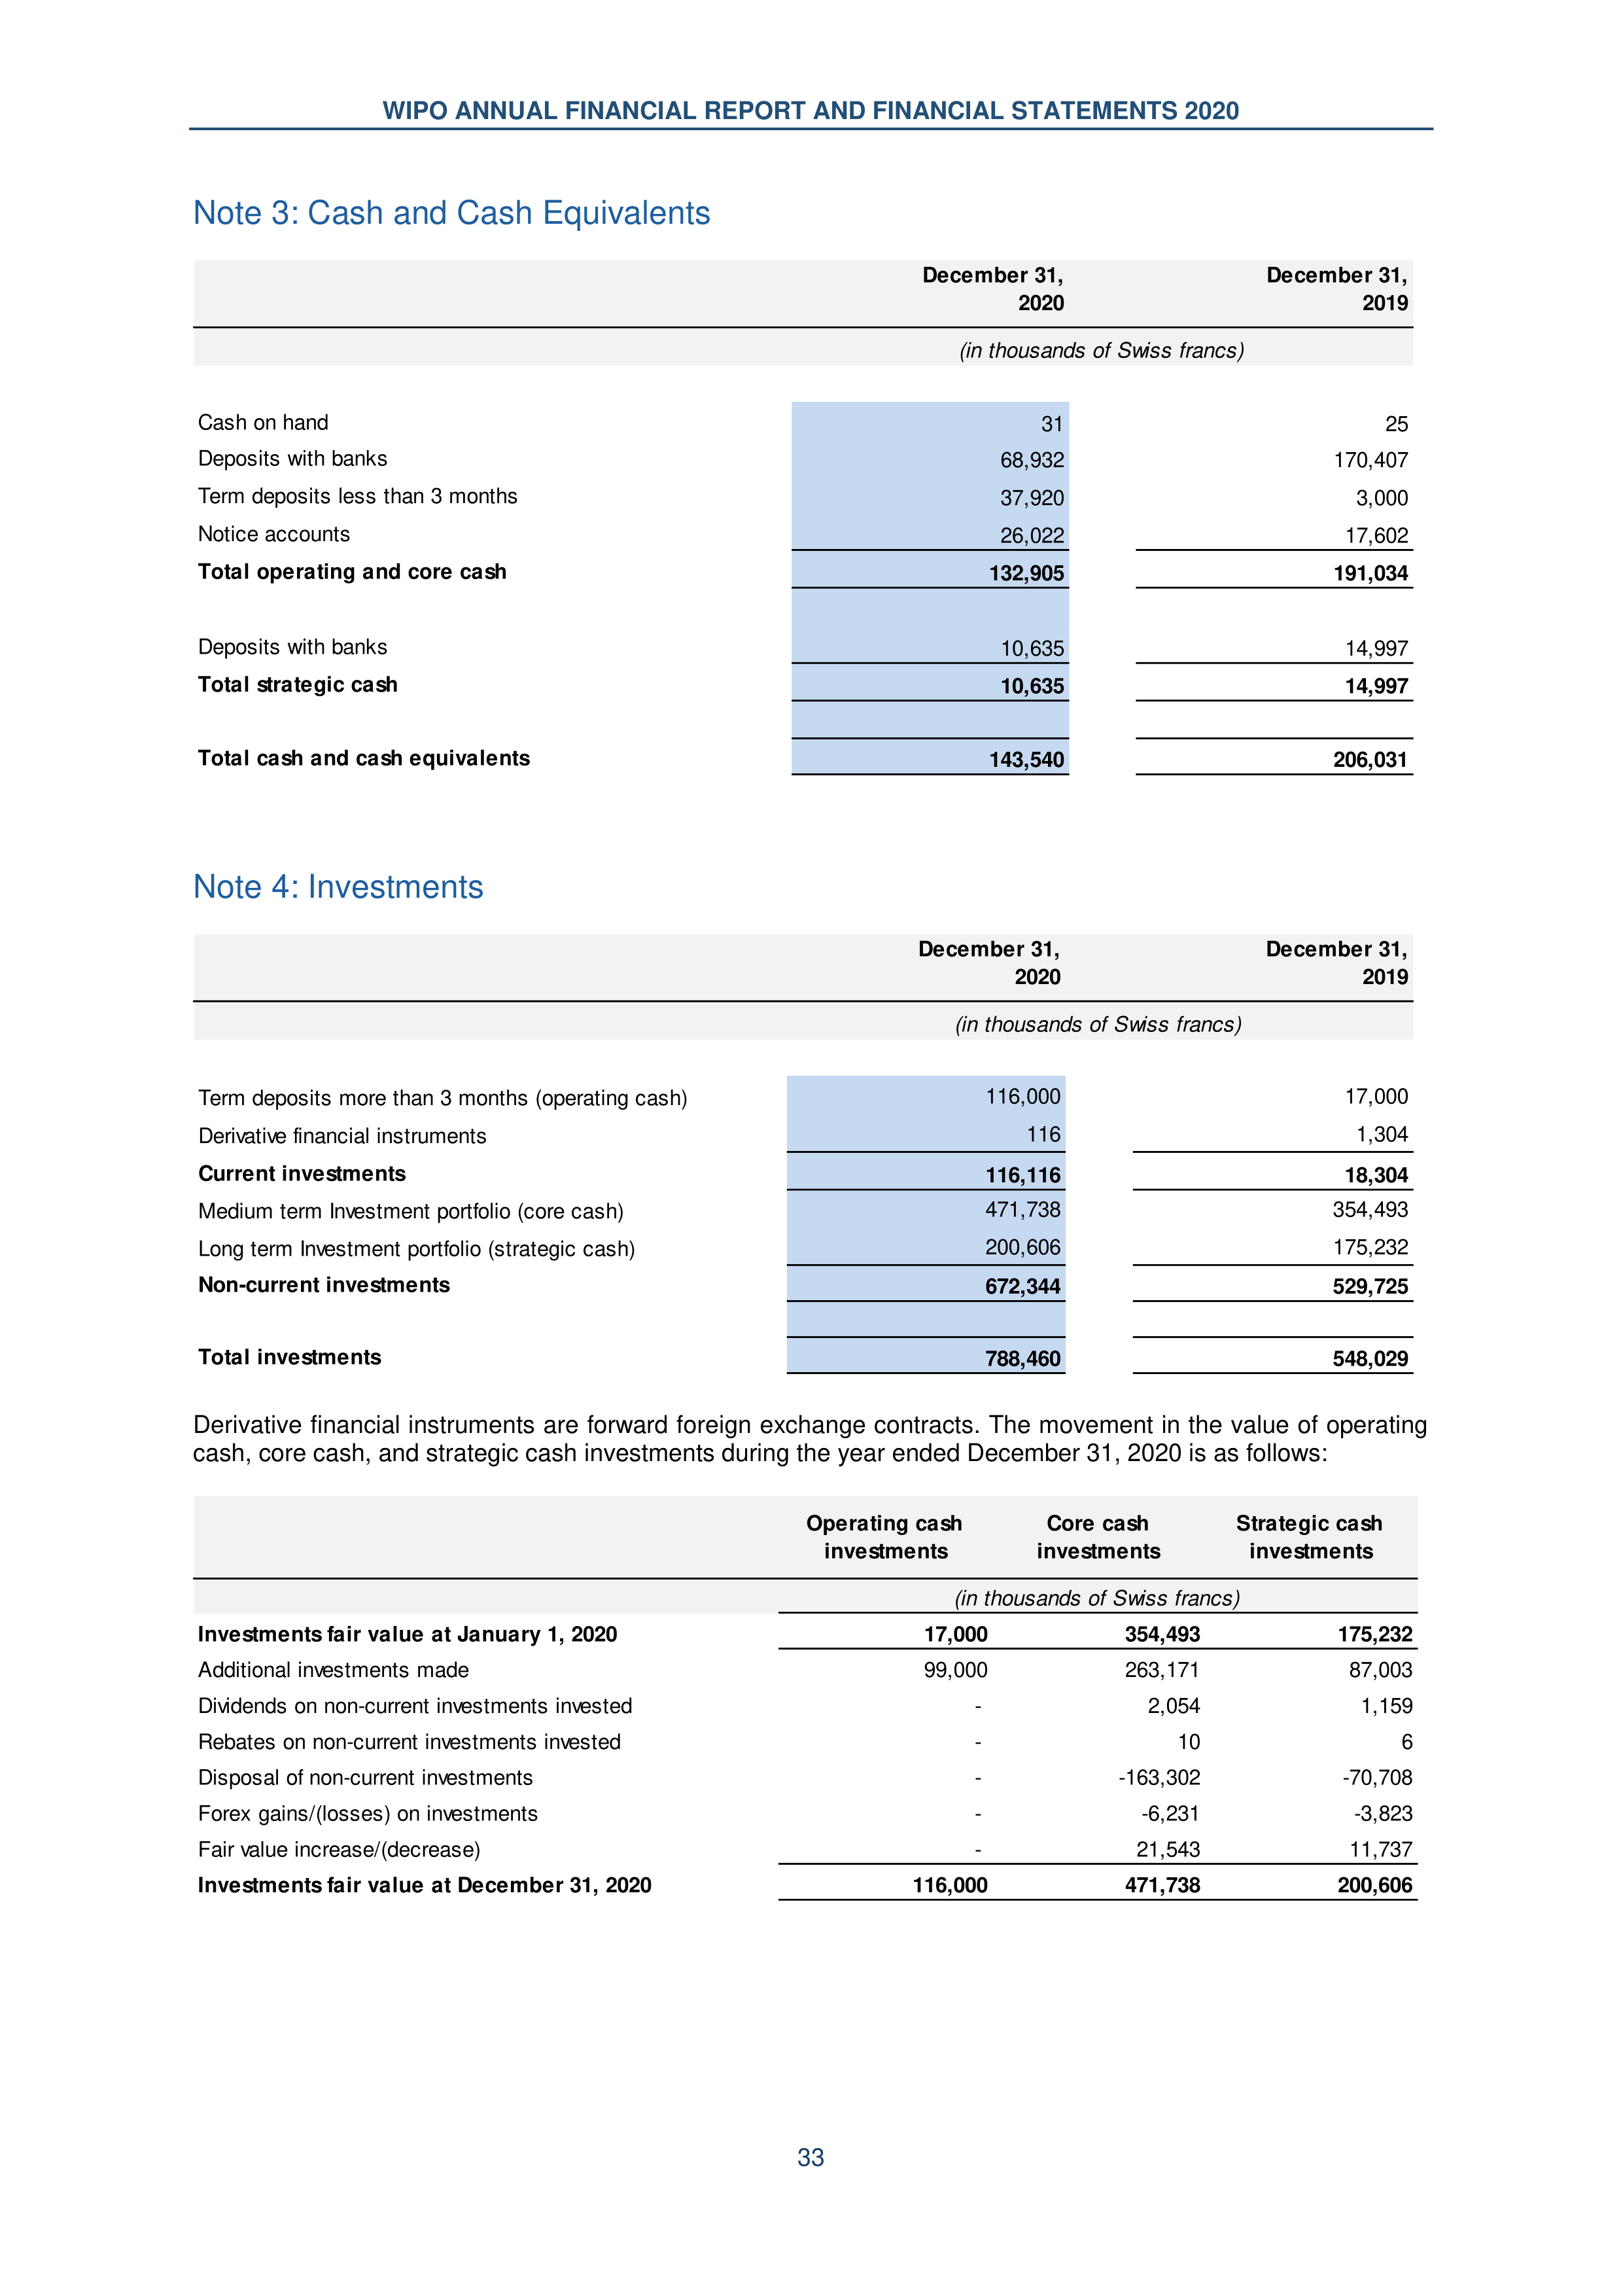 WIPO ANNUAL FINANCIAL REPORT AND FINANCIAL STATEMENTS 2020
Note 3: Cash and Cash Equivalents
December 31, December 31,
2020 2019
(in thousands of Swiss francs)
Cash on hand 31 25
Deposits with banks 68,932 170,407
Term deposits less than 3 months 37,920 3,000
Notice accounts 26,022 17,602
Total operating and core cash 132,905 191,034
Deposits with banks 10,635 14,997
Total strategic cash 10,635 14,997
Total cash and cash equivalents 143,540 206,031
Note 4: Investments
December 31, December 31,
2020 2019
(in thousands of Swiss francs)
Term deposits more than 3 months (operating cash) 116,000 17,000
Derivative financial instruments 116 1,304
Current investments 116,116 18,304
Medium term Investment portfolio (core cash) 471,738 354,493
Long term Investment portfolio (strategic cash) 200,606 175,232
Non-current investments 672,344 529,725
Total investments 788,460 548,029
Derivative financial instruments are forward foreign exchange contracts. The movement in the value of operating
cash, core cash, and strategic cash investments during the year ended December 31, 2020 is as follows:
Operating cash Core cash Strategic cash
investments investments investments
(in thousands of Swiss francs)
Investments fair value at January 1, 2020 17,000 354,493 175,232
Additional investments made 99,000 263,171 87,003
Dividends on non-current investments invested - 2,054 1,159
Rebates on non-current investments invested - 10 6
Disposal of non-current investments - -163,302 -70,708
Forex gains/(losses) on investments - -6,231 -3,823
Fair value increase/(decrease) - 21,543 11,737
Investments fair value at December 31, 2020 116,000 471,738 200,606
33